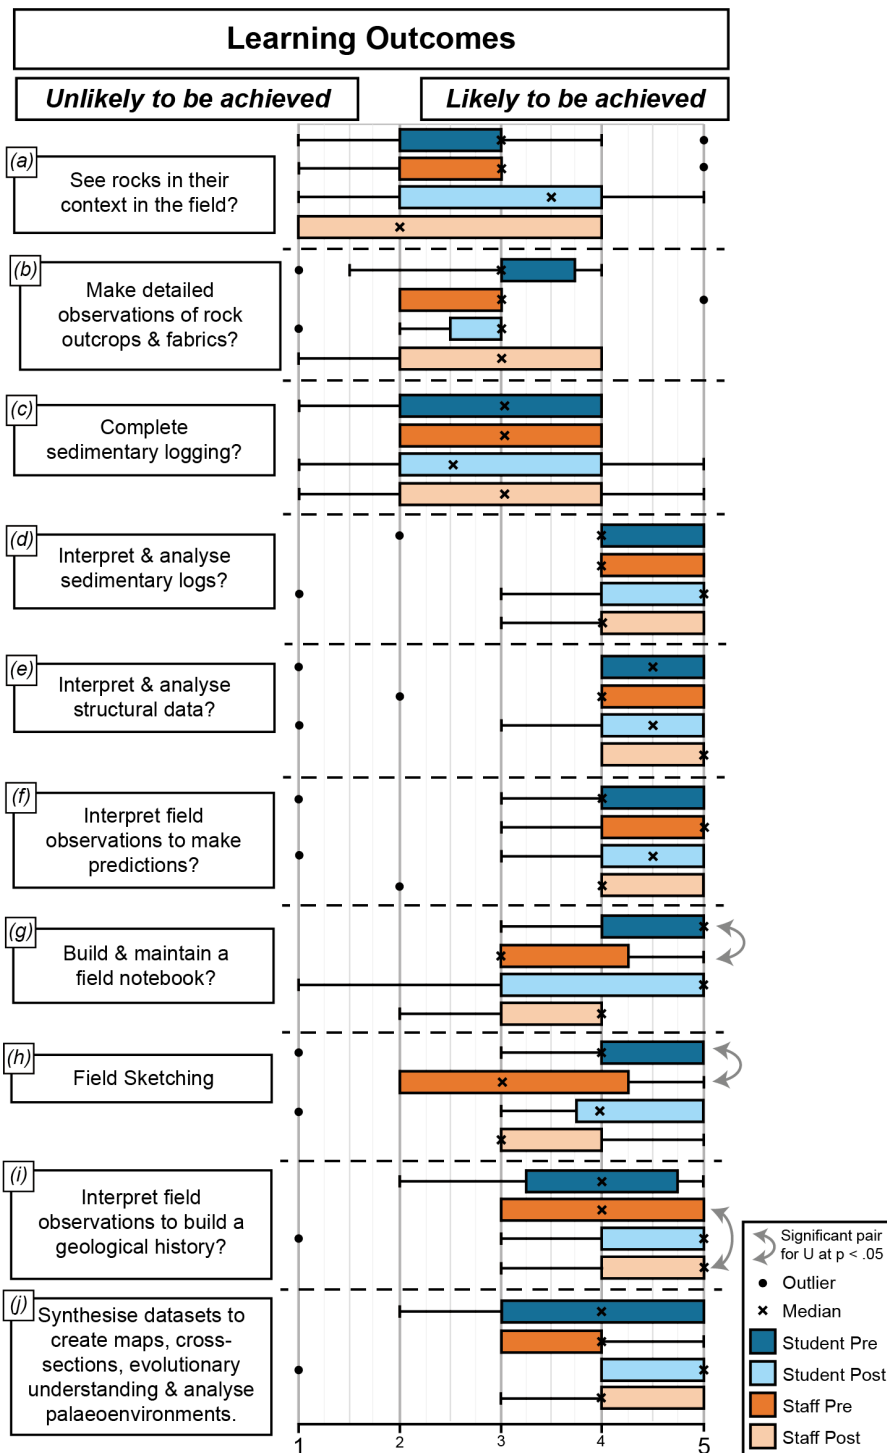 Learning Outcomes
Unlikely to be achieved
Likely to be achieved
(a)
See rocks in their
context in the field?
(b)
Make detailed
observations of rock
outcrops & fabrics?
(c)
Complete
sedimentary logging?
(d)
Interpret & analyse
sedimentary logs?
(e)
Interpret & analyse
structural data?
(f)
Interpret field
observations to make
predictions?
(g)
Build & maintain a
field notebook?
(h)
Field Sketching
(i)
Interpret field
observations to build a
geological history?
(j)
Synthesise datasets to
create maps, cross-
sections, evolutionary
understanding & analyse
palaeoenvironments.
1 2 3 4 5
Significant pair
for U at p < .05
Outlier
Median
Student Pre
Student Post
Staff Pre
Staff Post